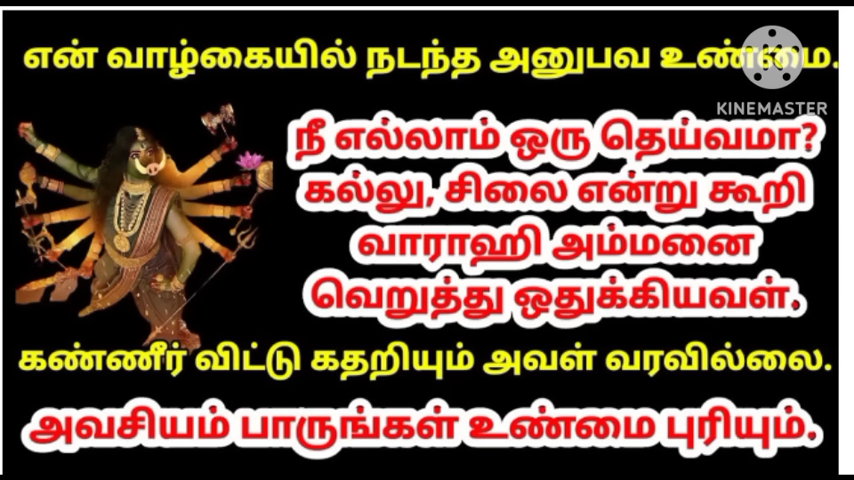 என் வாழ்கையில் நடந்த அனுபவ உண்மை.
KINEMASTER
நீ எல்லாம் ஒரு தெய்வமா?
கல்லு, சிலை என்று கூறி
வாராஹி அம்மனை
வெறுத்து ஒதுக்கியவள்.
கண்ணீர் விட்டு கதறியும் அவள் வரவில்லை.
அவசியம் பாருங்கள் உண்மை புரியும்.